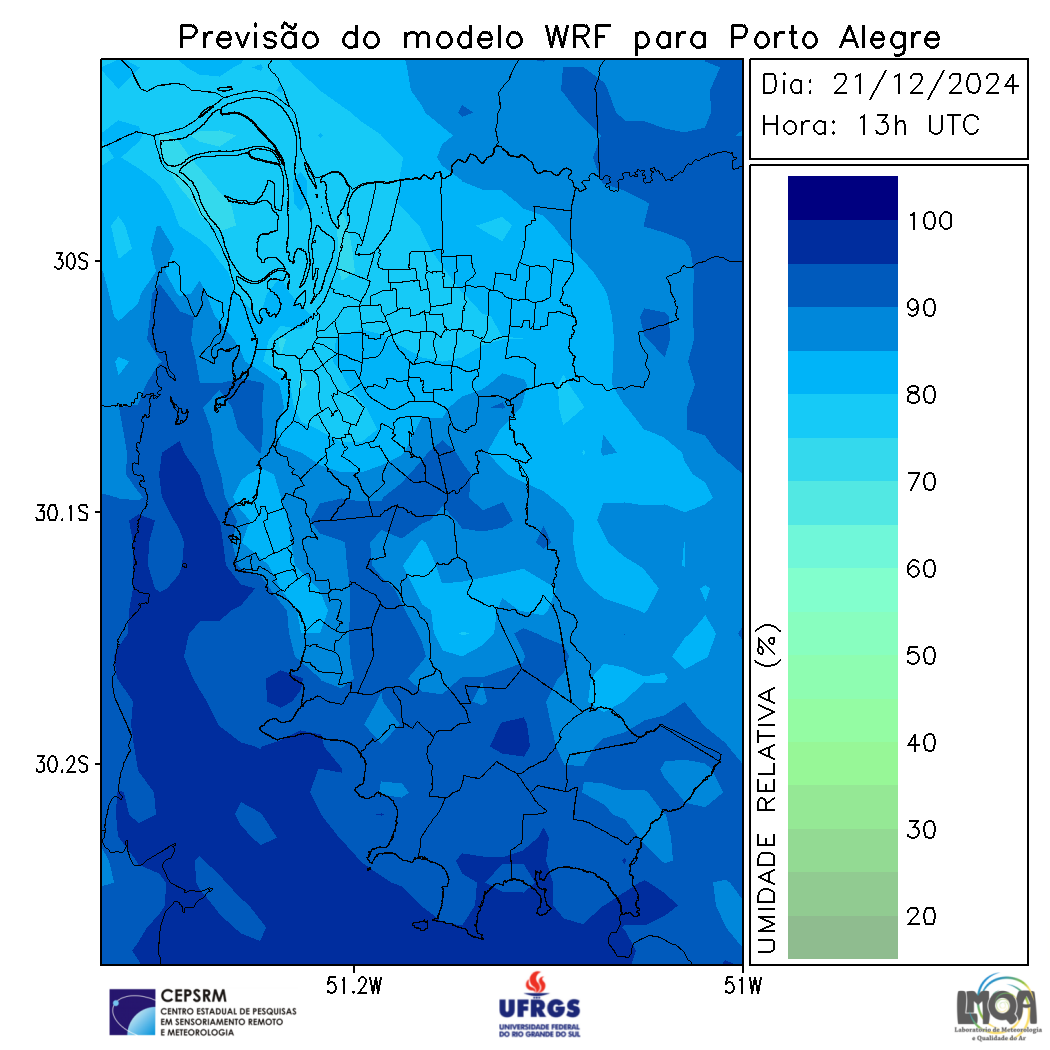 Previsão do modelo WRF para Porto Alegre
Dia: 21/12/2024
Hora: 13h UTC
30S
30.1S
30.2S
51.2W
51W
UMIDADE RELATIVA (%)
100
90
80
70
60
50
40
30
20
CEPSRM
CENTRO ESTADUAL DE PESQUISAS
EM SENSORIAMENTO REMOTO
E METEOROLOGIA
UFRGS
UNIVERSIDADE FEDERAL
DO RIO GRANDE DO SUL
LMQA
Laboratório de Meteorologia
e Qualidade do Ar